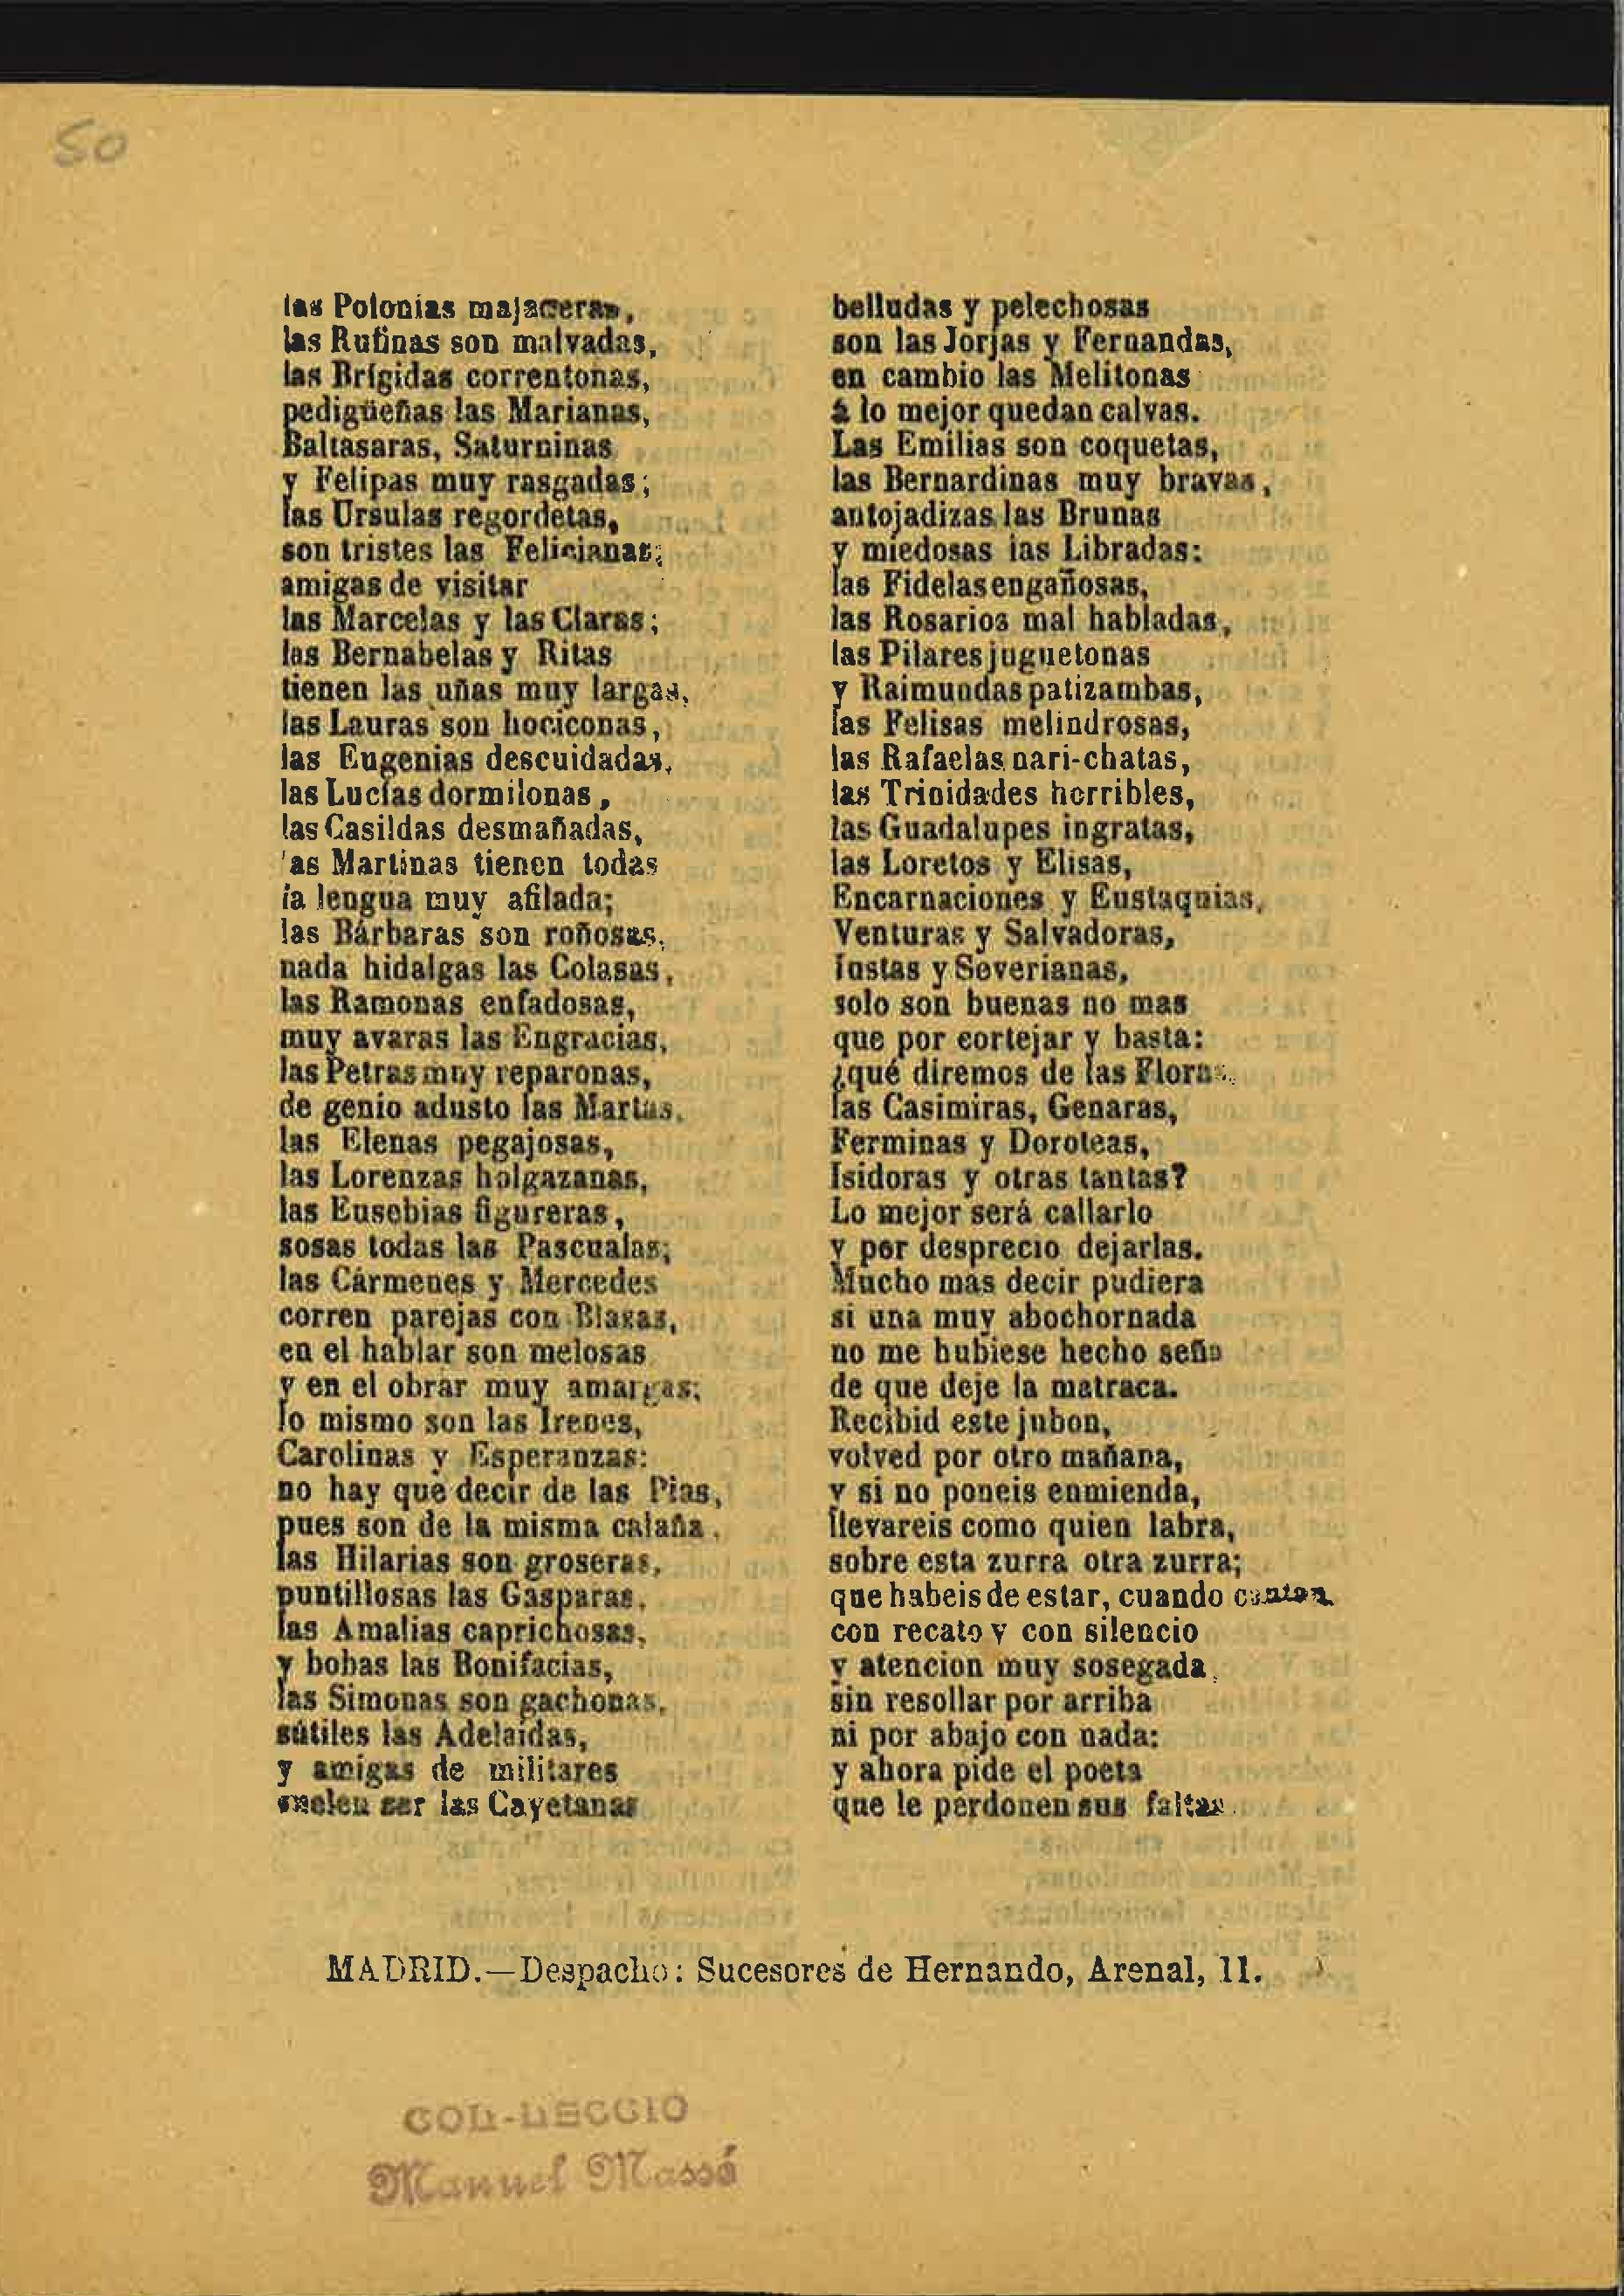 50
las Polonias majaceras,
las Rufinas son malvadas,
las Brígidas correntonas,
pedigüeñas las Marianas,
Baltasaras, Saturninas
y Felipas muy rasgadas;
las Ursulas regordetas,
son tristes las Felicianas;
amigas de visitar
las Marcelas y las Claras;
las Bernabelas y Ritas
tienen las uñas muy largas,
las Lauras son hociconas,
las Eugenias descuidadas,
las Lucías dormilonas,
las Casildas desmañadas,
las Martinas tienen todas
la lengua muy afilada;
las Bárbaras son roñosas,
nada hidalgas las Colasas,
las Ramonas enfadosas,
muy avaras las Engracias,
las Petras muy reparonas,
de genio adusto las Martas,
las Elenas pegajosas,
las Lorenzas holgazanas,
las Eusebias figureras,
sosas todas las Pascualas;
las Cármenes y Mercedes
corren parejas con Blasas,
en el hablar son melosas
y en el obrar muy amargas;
lo mismo son las Irenes,
Carolinas y Esperanzas:
no hay que decir de las Pias,
pues son de la misma calaña,
las Hilarias son groseras,
puntillosas las Gasparas,
las Amalias caprichosas,
y bobas las Bonifacias,
las Simonas son gachonas,
sútiles las Adelaidas,
y amigas de militares
suelen ser las Cayetanas
belludas y pelechosas
son las Jorjas y Fernandas,
en cambio las Melitonas
á lo mejor quedan calvas.
Las Emilias son coquetas,
las Bernardinas muy bravas,
antojadizas las Brunas
y miedosas las Libradas:
las Fidelas engañosas,
las Rosarios mal habladas,
las Pilares juguetonas
y Raimundas patizambas,
las Felisas melindrosas,
las Rafaelas nari-chatas,
las Trinidades horribles,
las Guadalupes ingratas,
las Loretos y Elisas,
Encarnaciones y Eustaquias,
Venturas y Salvadoras,
Justas y Severianas,
solo son buenas no mas
que por cortejar y basta:
¿qué diremos de las Floras,
las Casimiras, Genaras,
Ferminas y Doroteas,
Isidoras y otras tantas?
Lo mejor será callarlo
y por desprecio dejarlas.
Mucho mas decir pudiera
si una muy abochornada
no me hubiese hecho seña
de que deje la matraca.
Recibid este jubon,
volved por otro mañana,
y si no poneis enmienda,
llevareis como quien labra,
sobre esta zurra otra zurra;
que habeis de estar, cuando cantan
con recato y con silencio
y atencion muy sosegada,
sin resollar por arriba
ni por abajo con nada:
y ahora pide el poeta
que le perdonen sus faltas.
MADRID.—Despacho: Sucesores de Hernando, Arenal, 11.
COL-LECCIO
Manuel Massó